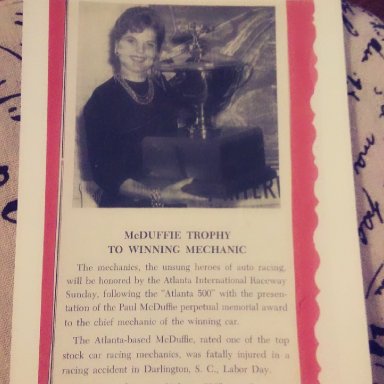 McDUFFIE TROPHY
TO WINNING MECHANIC
The mechanics, the unsung heroes of auto racing,
will be honored by the Atlanta International Raceway
Sunday, following the "Atlanta 500" with the presen-
tation of the Paul McDuffie perpetual memorial award
to the chief mechanic of the winning car.
The Atlanta-based McDuffie, rated one of the top
stock car racing mechanics, was fatally injured in a
racing accident in Darlington, S. C., Labor Day.